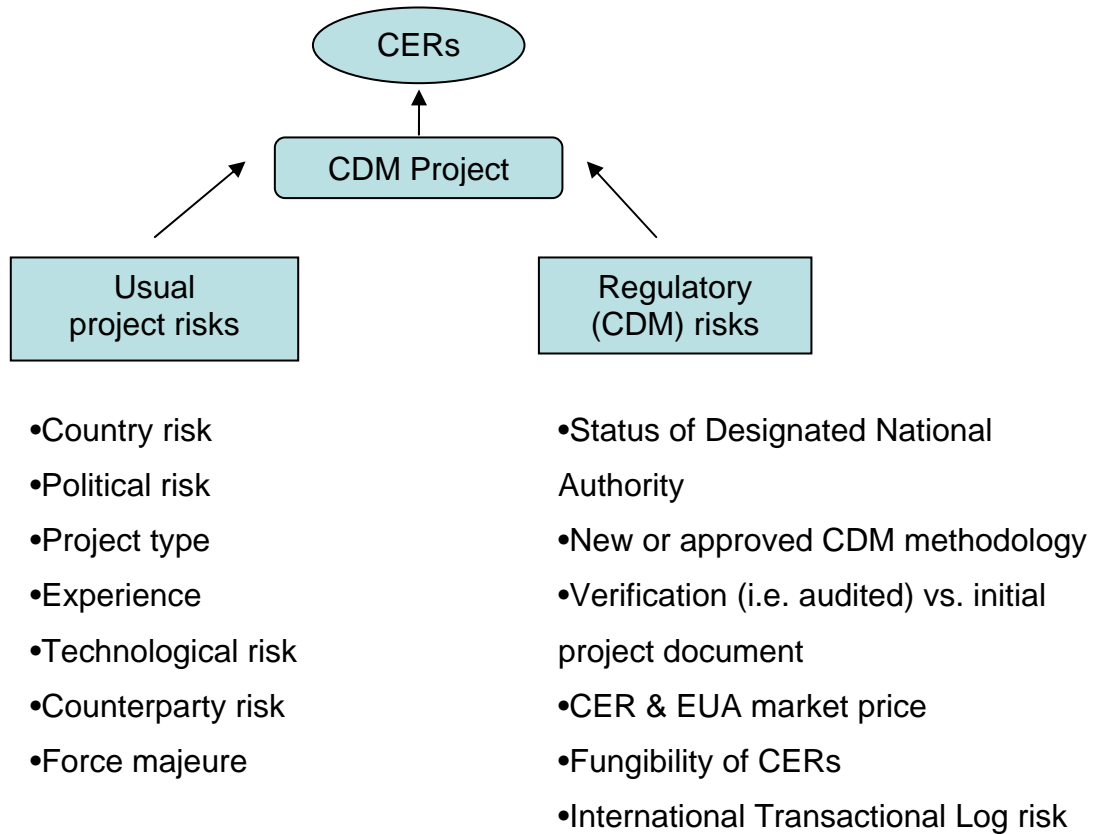 CERs
CDM Project
Usual
project risks
Regulatory
(CDM) risks
•Country risk
•Political risk
•Project type
•Experience
•Technological risk
•Counterparty risk
•Force majeure
•Status of Designated National
Authority
•New or approved CDM methodology
•Verification (i.e. audited) vs. initial
project document
•CER & EUA market price
•Fungibility of CERs
•International Transactional Log risk